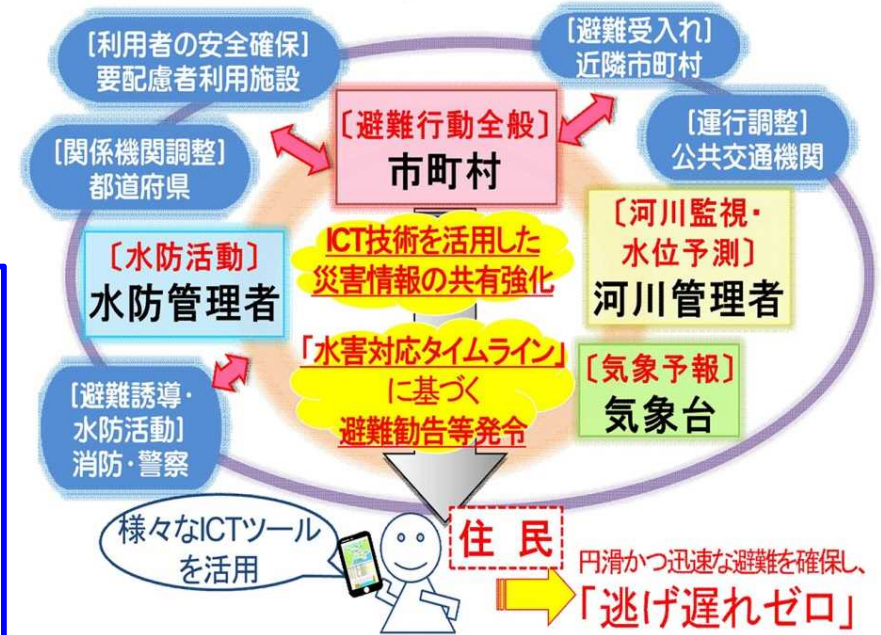 [利用者の安全確保]
要配慮者利用施設
[避難受入れ]
近隣市町村
[関係機関調整]
都道府県
〔避難行動全般〕
市町村
[運行調整]
公共交通機関
〔水防活動〕
水防管理者
ICT技術を活用した
災害情報の共有強化
〔河川監視・
水位予測〕
河川管理者
「水害対応タイムライン」
に基づく
避難勧告等発令
〔気象予報〕
気象台
[避難誘導・
水防活動]
消防・警察
様々なICTツール
を活用
住 民
円滑かつ迅速な避難を確保し、
「逃げ遅れゼロ」